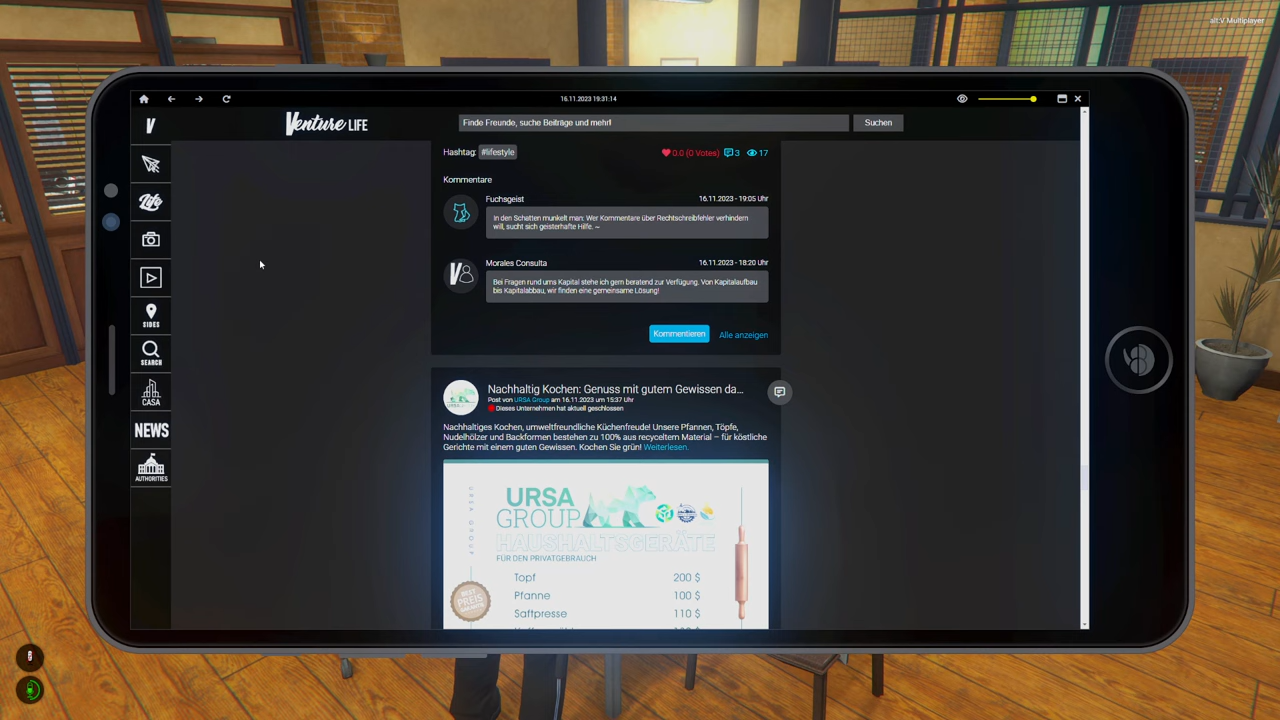 alt:V Multiplayer
16.11.2023 19:31:14
V
Venture LIFE
Finde Freunde, suche Beiträge und mehr!
Suchen
Life
SIDES
SEARCH
CASA
NEWS
AUTHORITIES
Hashtag: #lifestyle
0.0 (0 Votes) 3 17
Kommentare
Fuchsgeist
16.11.2023 - 19:05 Uhr
In den Schatten munkelt man: Wer Kommentare über Rechtschreibfehler verhindern
will, sucht sich geisterhafte Hilfe. ~
Morales Consulta
16.11.2023 - 18:20 Uhr
Bei Fragen rund ums Kapital stehe ich gern beratend zur Verfügung. Von Kapitalaufbau
bis Kapitalabbau, wir finden eine gemeinsame Lösung!
Kommentieren
Alle anzeigen
Nachhaltig Kochen: Genuss mit gutem Gewissen da...
Post von URSA Group am 16.11.2023 um 15:37 Uhr
Dieses Unternehmen hat aktuell geschlossen
Nachhaltiges Kochen, umweltfreundliche Küchenfreude! Unsere Pfannen, Töpfe,
Nudelhölzer und Backformen bestehen zu 100% aus recyceltem Material – für köstliche
Gerichte mit einem guten Gewissen. Kochen Sie grün! Weiterlesen.
URSA GROUP
URSA
GROUP
HAUSHALTSGERÄTE
FÜR DEN PRIVATGEBRAUCH
BEST
PREIS
GARANTIE
Topf 200 $
Pfanne 100 $
Saftpresse 110 $